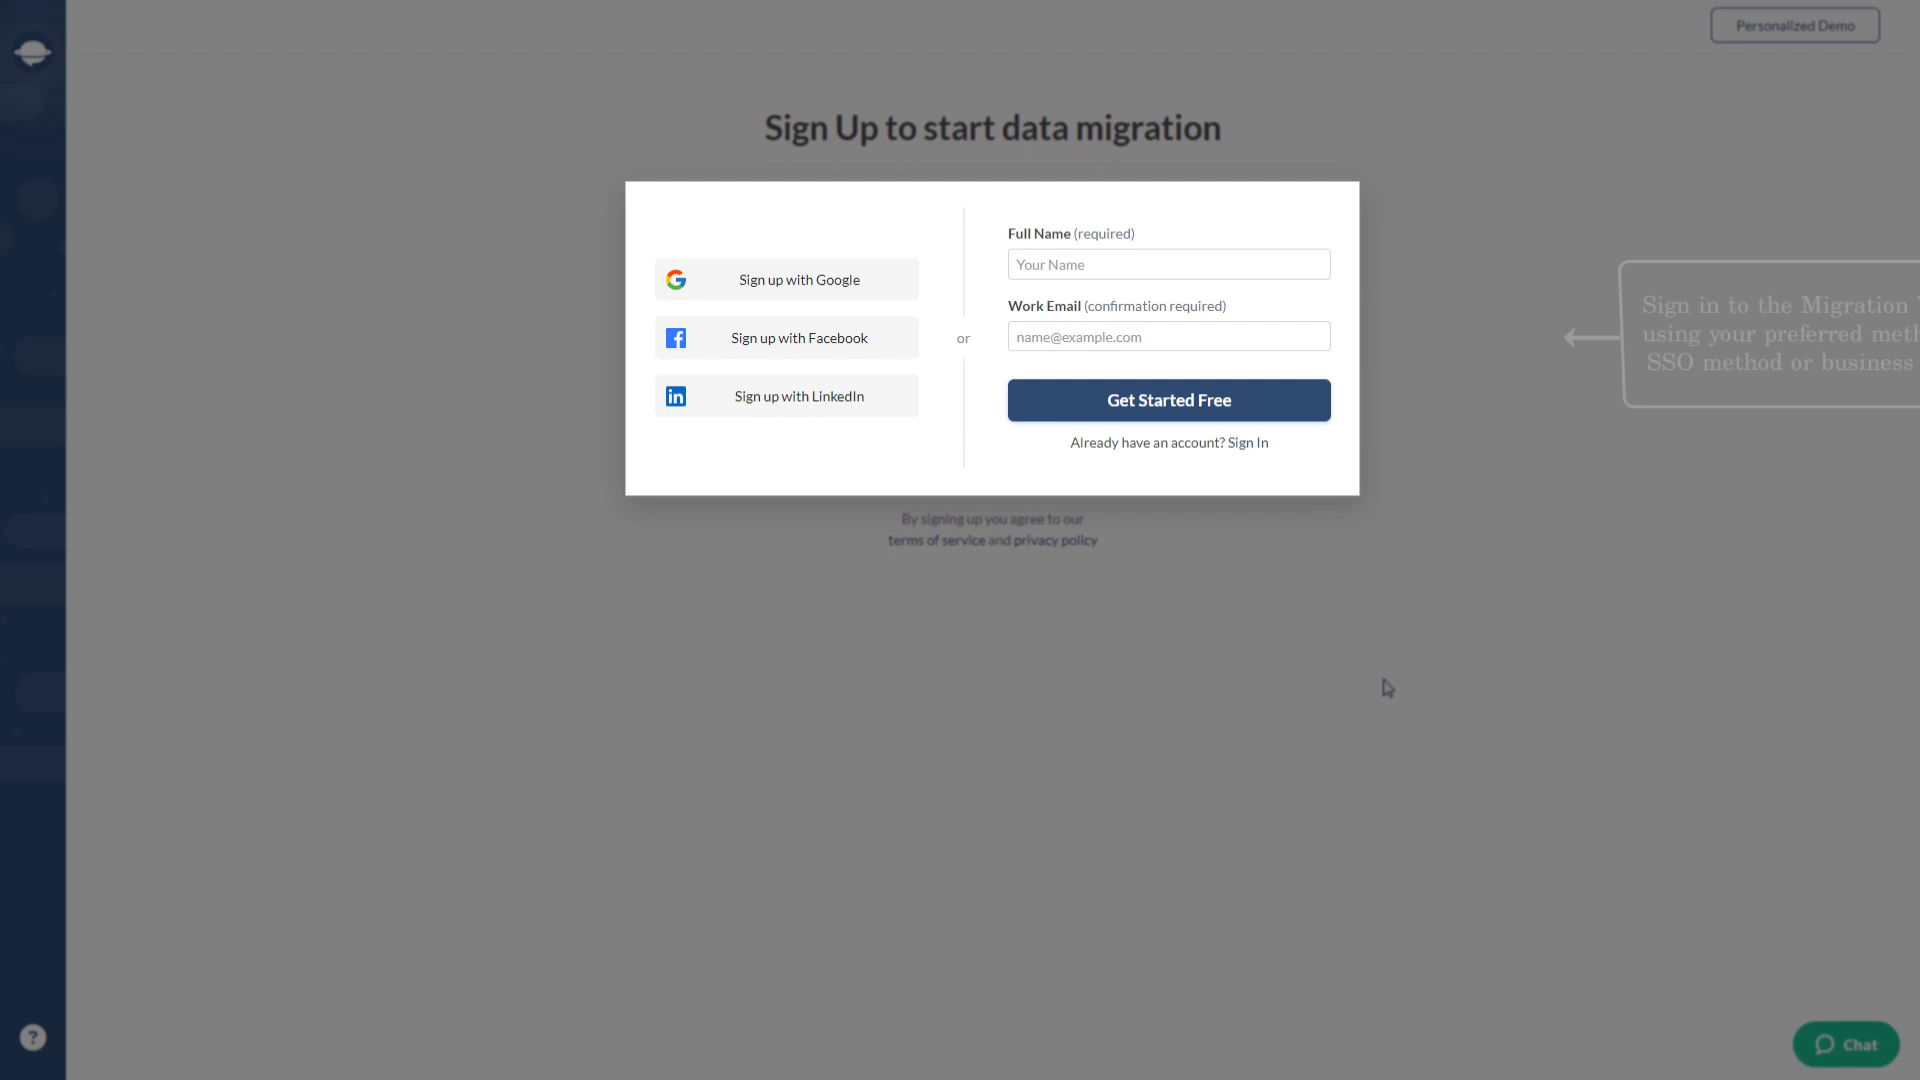 Personalized Demo
Sign Up to start data migration
Sign up with Google
Sign up with Facebook
Sign up with LinkedIn
or
Full Name (required)
Your Name
Work Email (confirmation required)
name@example.com
Get Started Free
Already have an account? Sign In
By signing up you agree to our
terms of service and privacy policy
Sign in to the Migration
using your preferred
SSO method or business
?
Chat